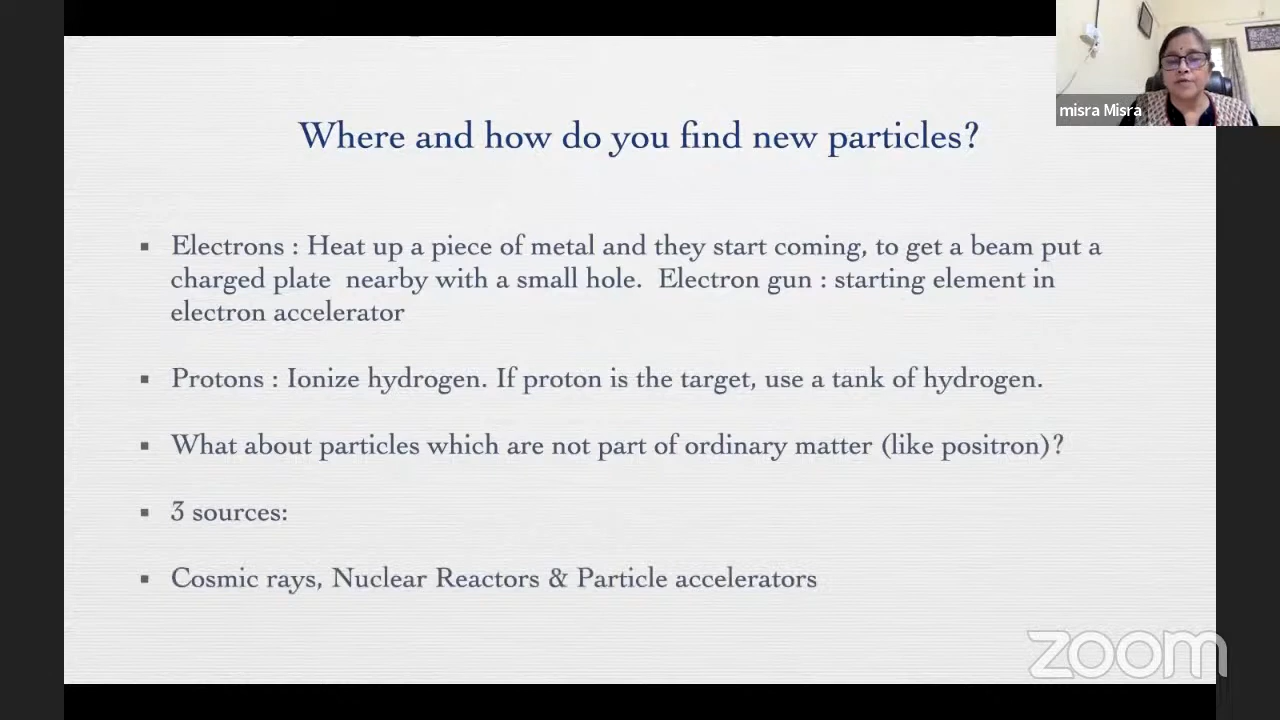 misra Misra
Where and how do you find new particles?
▪ Electrons : Heat up a piece of metal and they start coming, to get a beam put a
charged plate nearby with a small hole. Electron gun : starting element in
electron accelerator
▪ Protons : Ionize hydrogen. If proton is the target, use a tank of hydrogen.
▪ What about particles which are not part of ordinary matter (like positron)?
▪ 3 sources:
▪ Cosmic rays, Nuclear Reactors & Particle accelerators
zoom